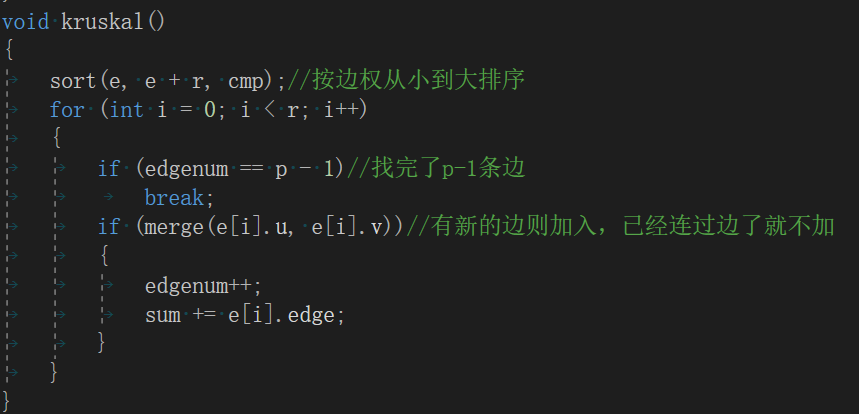 void kruskal()
{
    sort(e, e + r, cmp);//按边权从小到大排序
    for (int i = 0; i < r; i++)
    {
        if (edgenum == p - 1)//找完了p-1条边
            break;
        if (merge(e[i].u, e[i].v))//有新的边则加入，已经连过边了就不加
        {
            edgenum++;
            sum += e[i].edge;
        }
    }
}